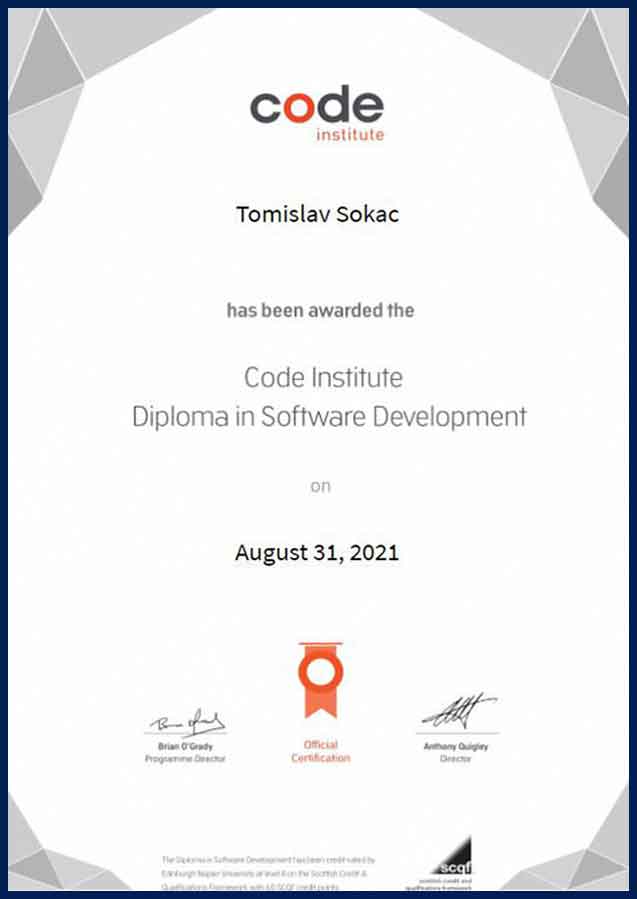 code
institute
Tomislav Sokac
has been awarded the
Code Institute
Diploma in Software Development
on
August 31, 2021
Brian O'Grady
Programme Director
Official
Certification
Anthony Quigley
Director
The Diploma in Software Development has been credit rated by
Edinburgh Napier University at level 8 on the Scottish Credit &
Qualifications Framework with 60 SCQF credit points.
scqf
scottish credit and
qualifications framework